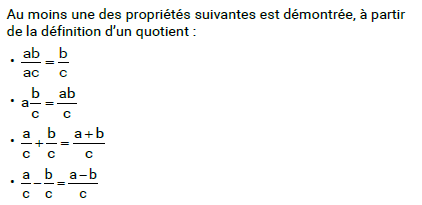 Au moins une des propriétés suivantes est démontrée, à partir
de la définition d'un quotient :
• ab/ac = b/c
• a b/c = ab/c
• a/c + b/c = a+b/c
• a/c − b/c = a−b/c